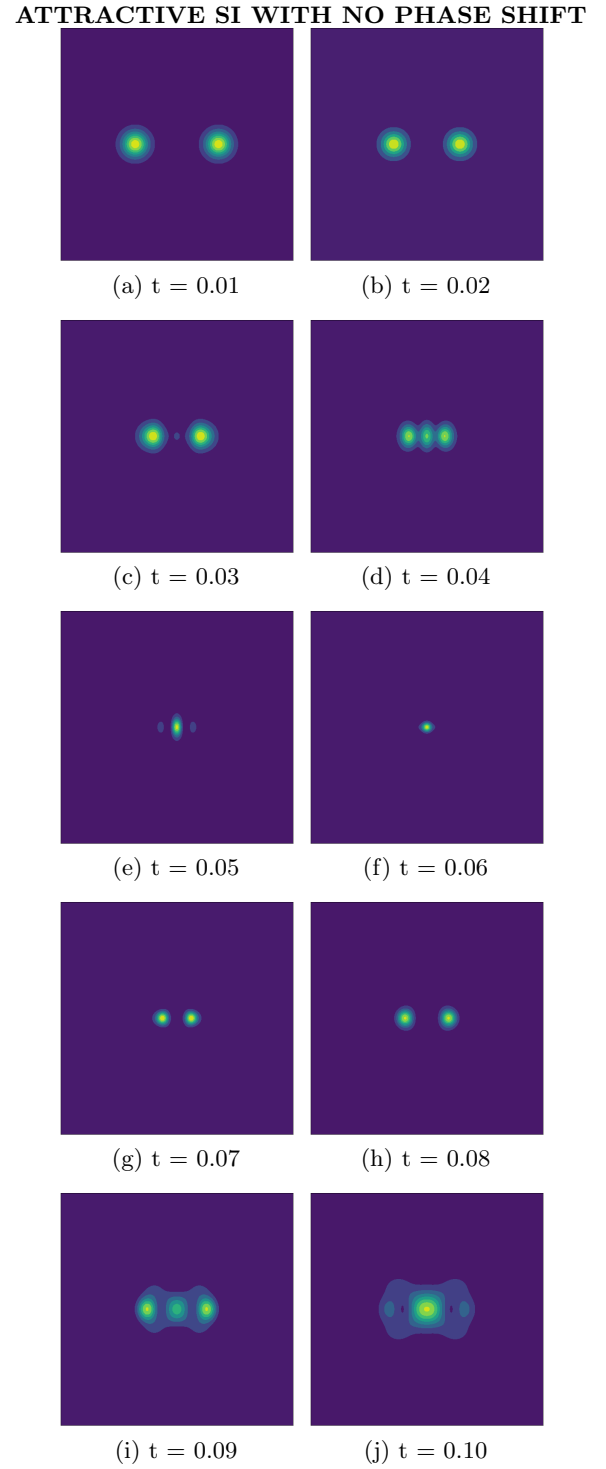 ATTRACTIVE SI WITH NO PHASE SHIFT
(a) t = 0.01
(b) t = 0.02
(c) t = 0.03
(d) t = 0.04
(e) t = 0.05
(f) t = 0.06
(g) t = 0.07
(h) t = 0.08
(i) t = 0.09
(j) t = 0.10